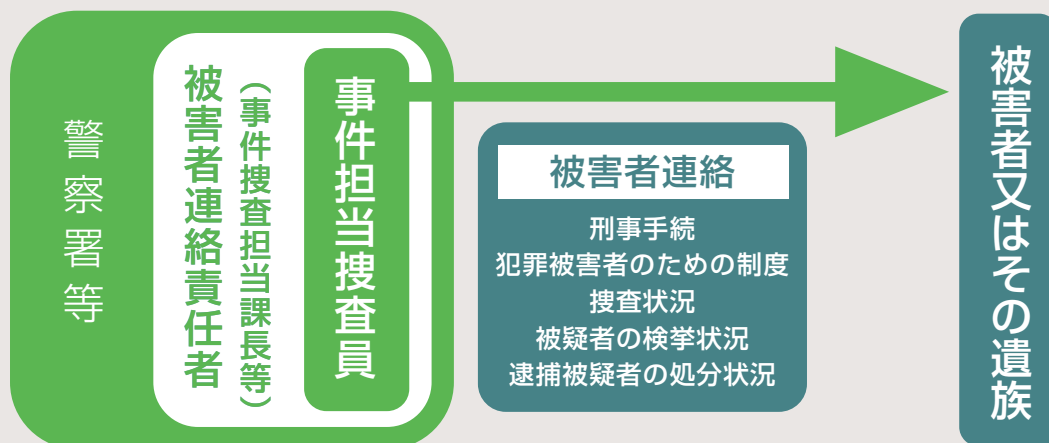 警察署等
被害者連絡責任者
（事件捜査担当課長等）
事件担当捜査員
被害者連絡
刑事手続
犯罪被害者のための制度
捜査状況
被疑者の検挙状況
逮捕被疑者の処分状況
被害者又はその遺族